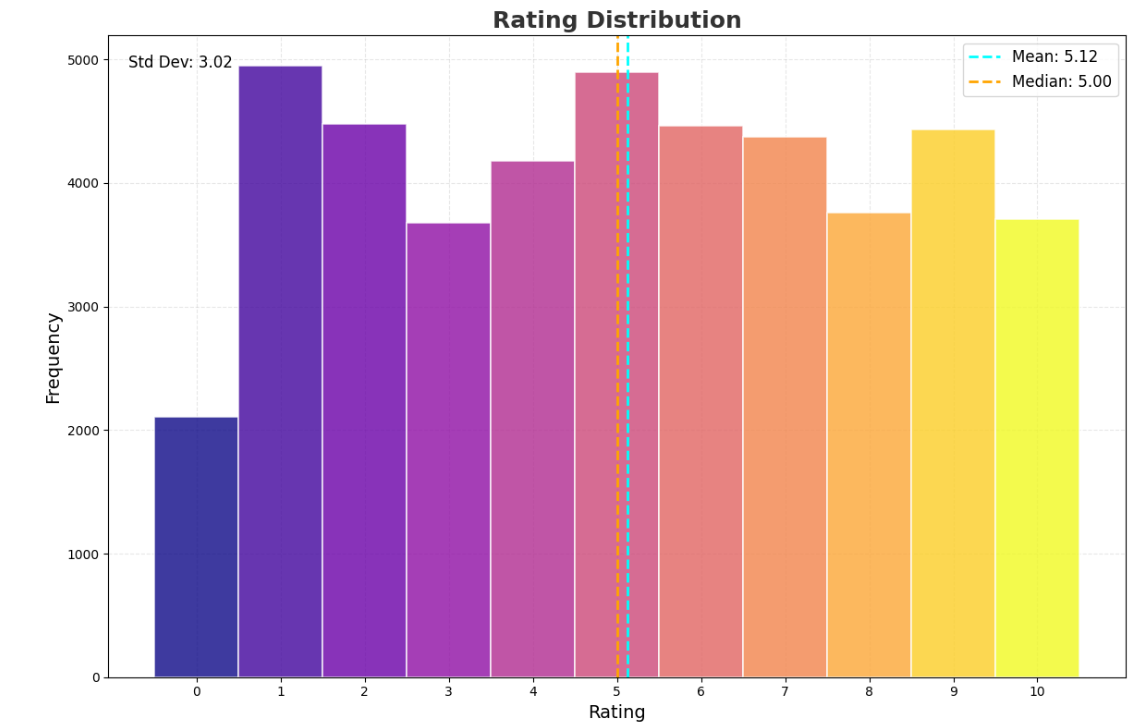 Rating Distribution
Std Dev: 3.02
Mean: 5.12
Median: 5.00
Frequency
5000
4000
3000
2000
1000
0
0 1 2 3 4 5 6 7 8 9 10
Rating